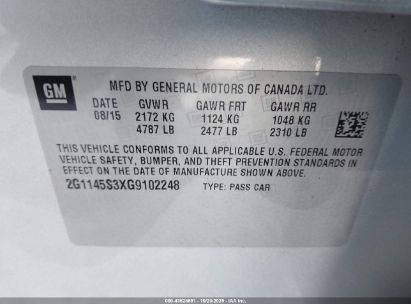 GM
MFD BY GENERAL MOTORS OF CANADA LTD.
DATE GVWR GAWR FRT GAWR RR
08/15 2172 KG 1124 KG 1048 KG
4787 LB 2477 LB 2310 LB
THIS VEHICLE CONFORMS TO ALL APPLICABLE U.S. FEDERAL MOTOR
VEHICLE SAFETY, BUMPER, AND THEFT PREVENTION STANDARDS IN
EFFECT ON THE DATE OF MANUFACTURE SHOWN ABOVE.
2G1145S3XG9102248 TYPE: PASS CAR